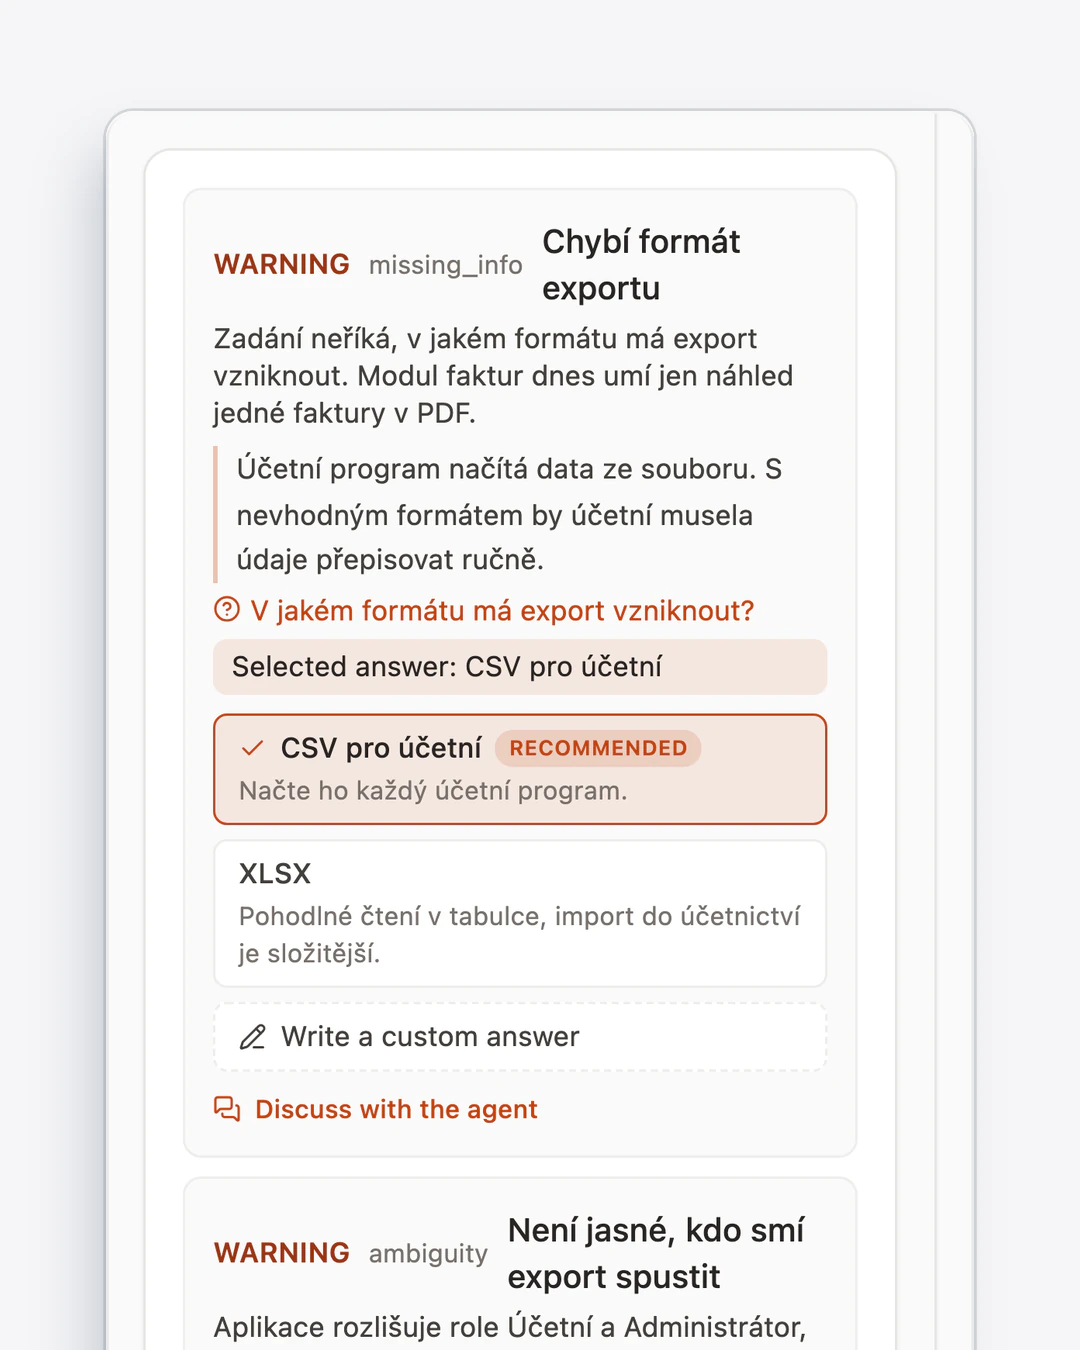 WARNING missing_info Chybí formát
exportu
Zadání neříká, v jakém formátu má export
vzniknout. Modul faktur dnes umí jen náhled
jedné faktury v PDF.
Účetní program načítá data ze souboru. S
nevhodným formátem by účetní musela
údaje přepisovat ručně.
V jakém formátu má export vzniknout?
Selected answer: CSV pro účetní
CSV pro účetní RECOMMENDED
Načte ho každý účetní program.
XLSX
Pohodlné čtení v tabulce, import do účetnictví
je složitější.
Write a custom answer
Discuss with the agent
WARNING ambiguity Není jasné, kdo smí
export spustit
Aplikace rozlišuje role Účetní a Administrátor,